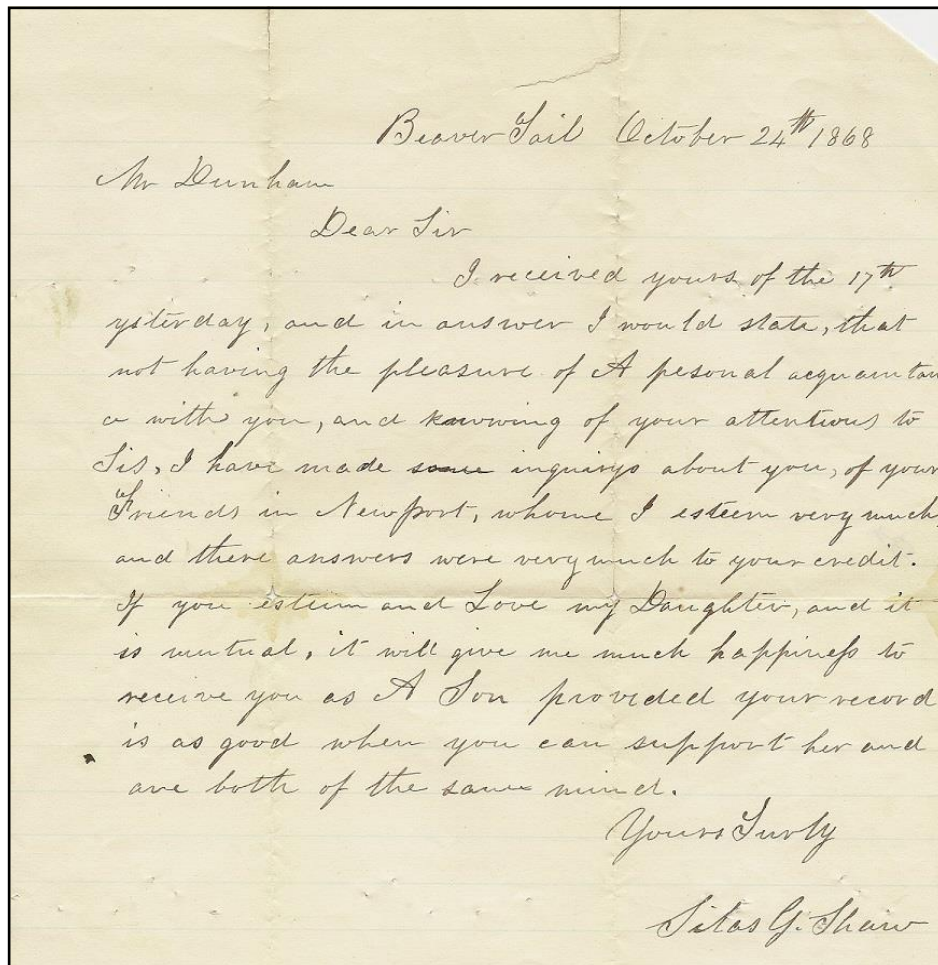 Beaver Tail October 24th 1868
Mr Dunham
Dear Sir
I received yours of the 17th
ysterday, and in answer I would state, that
not having the pleasure of A pesonal acquaintan
ce with you, and knowing of your attentions to
Sis, I have made some inquirys about you, of your
Friends in Newport, whome I esteem very much
and there answers were very much to your credit.
If you esteem and Love my Daughter, and it
is mutual, it will give me much happiness to
receive you as A Son provided your record
is as good when you can support her and
are both of the same mind.
Yours Turly
Silas G. Shaw